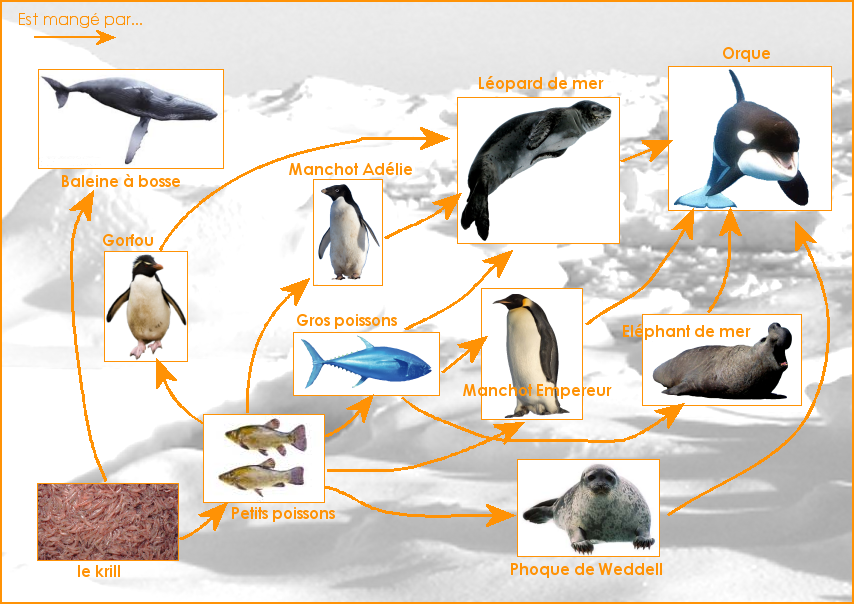 Est mangé par...
Orque
Léopard de mer
Manchot Adélie
Baleine à bosse
Gorfou
Gros poissons
Eléphant de mer
Manchot Empereur
Petits poissons
Phoque de Weddell
le krill